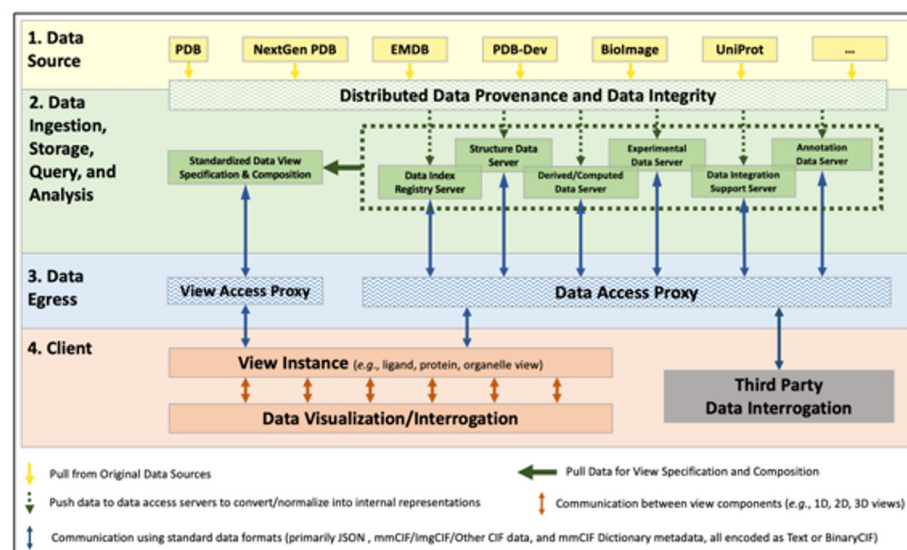 1. Data
Source
PDB
NextGen PDB
EMDB
PDB-Dev
BioImage
UniProt
...
Distributed Data Provenance and Data Integrity
2. Data
Ingestion,
Storage,
Query, and
Analysis
Standardized Data View
Specification & Composition
Structure Data
Server
Experimental
Data Server
Annotation
Data Server
Data Index
Registry Server
Derived/Computed
Data Server
Data Integration
Support Server
3. Data
Egress
View Access Proxy
Data Access Proxy
4. Client
View Instance (e.g., ligand, protein, organelle view)
Data Visualization/Interrogation
Third Party
Data Interrogation
Pull from Original Data Sources
Pull Data for View Specification and Composition
Push data to data access servers to convert/normalize into internal representations
Communication between view components (e.g., 1D, 2D, 3D views)
Communication using standard data formats (primarily JSON , mmCIF/ImgCIF/Other CIF data, and mmCIF Dictionary metadata, all encoded as Text or BinaryCIF)